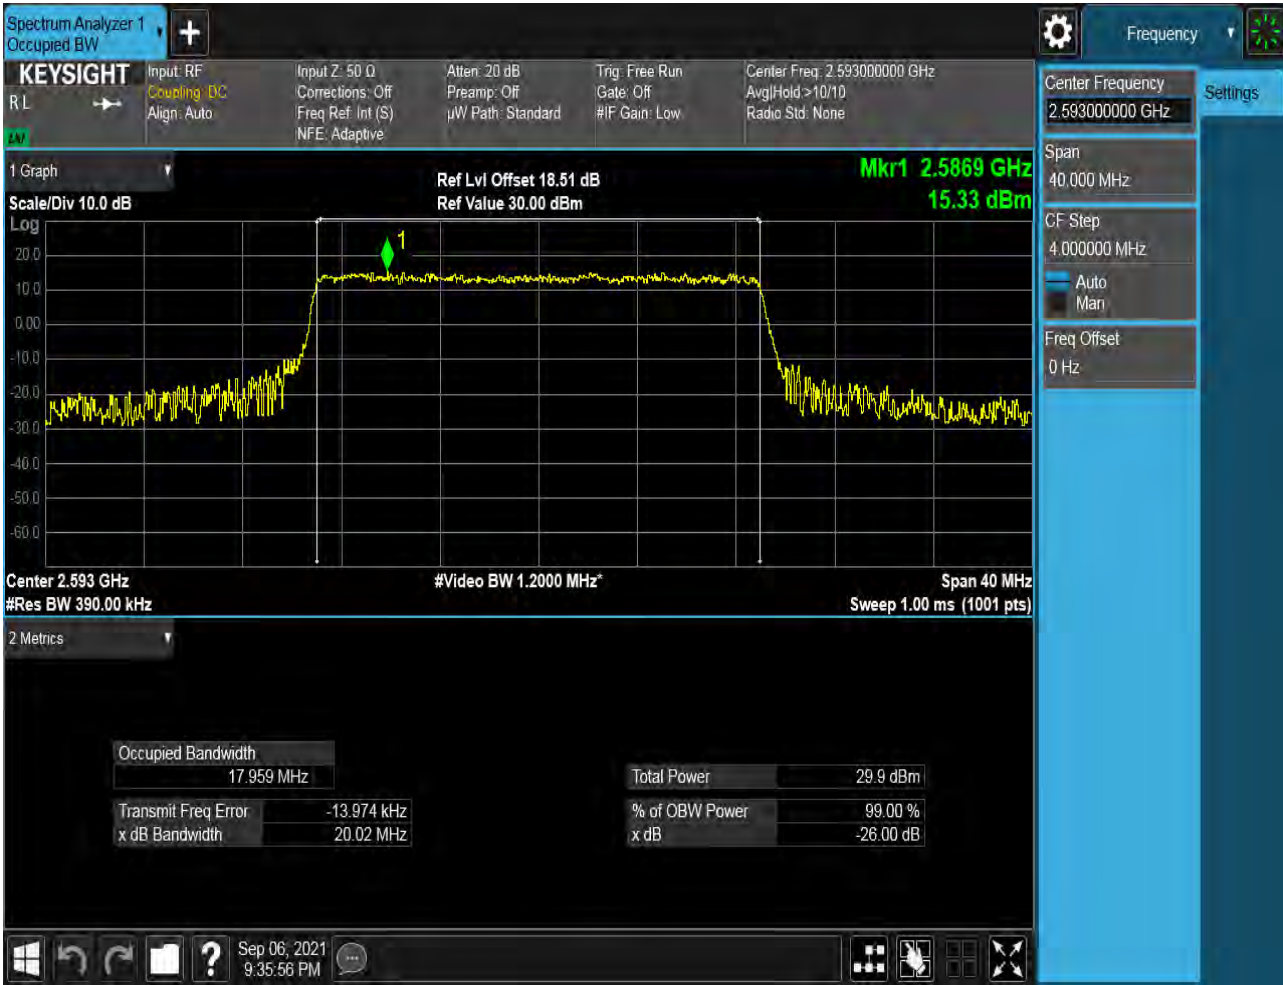 Spectrum Analyzer 1
Occupied BW
+
Frequency
KEYSIGHT
R L
LXI
Input: RF
Coupling: DC
Align: Auto
Input Z: 50 Ω
Corrections: Off
Freq Ref: Int (S)
NFE: Adaptive
Atten: 20 dB
Preamp: Off
µW Path: Standard
Trig: Free Run
Gate: Off
#IF Gain: Low
Center Freq: 2.593000000 GHz
Avg|Hold:>10/10
Radio Std: None
Center Frequency
2.593000000 GHz
Settings
Span
40.000 MHz
CF Step
4.000000 MHz
Auto
Man
Freq Offset
0 Hz
1 Graph
Scale/Div 10.0 dB
Ref Lvl Offset 18.51 dB
Ref Value 30.00 dBm
Mkr1 2.5869 GHz
15.33 dBm
Log
1
20.0
10.0
0.00
-10.0
-20.0
-30.0
-40.0
-50.0
-60.0
Center 2.593 GHz
#Video BW 1.2000 MHz*
Span 40 MHz
#Res BW 390.00 kHz
Sweep 1.00 ms (1001 pts)
2 Metrics
Occupied Bandwidth
17.959 MHz
Total Power 29.9 dBm
Transmit Freq Error -13.974 kHz
% of OBW Power 99.00 %
x dB Bandwidth 20.02 MHz
x dB -26.00 dB
?
Sep 06, 2021
9:35:56 PM